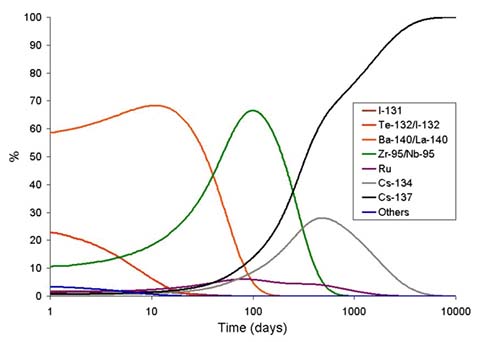 100
90
80
70
60
50
40
30
20
10
0
%
1
10
100
1000
10000
Time (days)
I-131
Te-132/I-132
Ba-140/La-140
Zr-95/Nb-95
Ru
Cs-134
Cs-137
Others